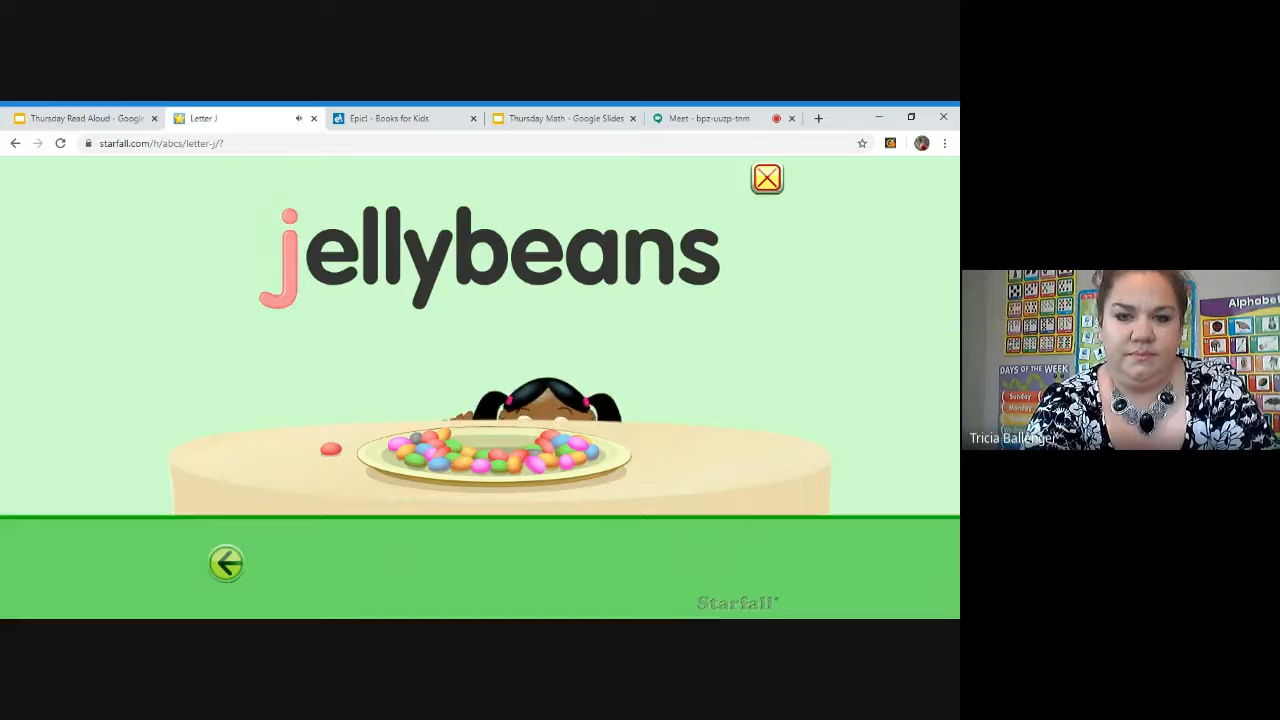 Thursday Read Aloud - Google
Letter J
Epic! - Books for Kids
Thursday Math - Google Slides
Meet - bpz-uuzp-tnm
starfall.com/h/abcs/letter-j/?
jellybeans
Starfall
Alphabet
DAYS OF THE WEEK
Sunday
Monday
Tricia Ballenger